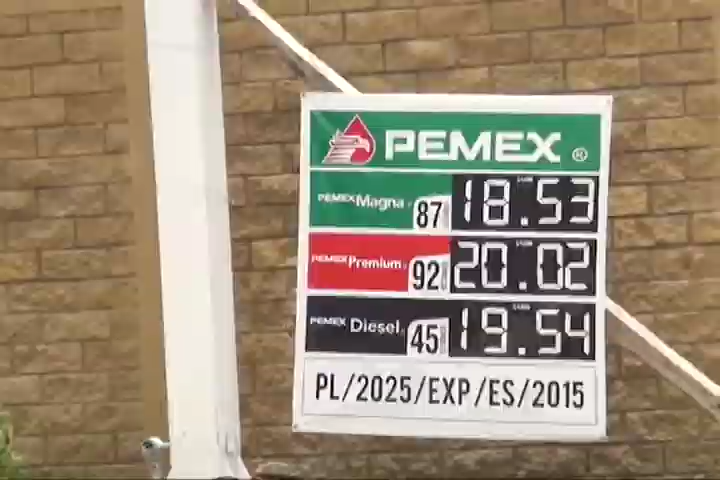 PEMEX ®
PEMEX Magna 87 18.53
PEMEX Premium 92 20.02
PEMEX Diesel 45 19.54
PL/2025/EXP/ES/2015